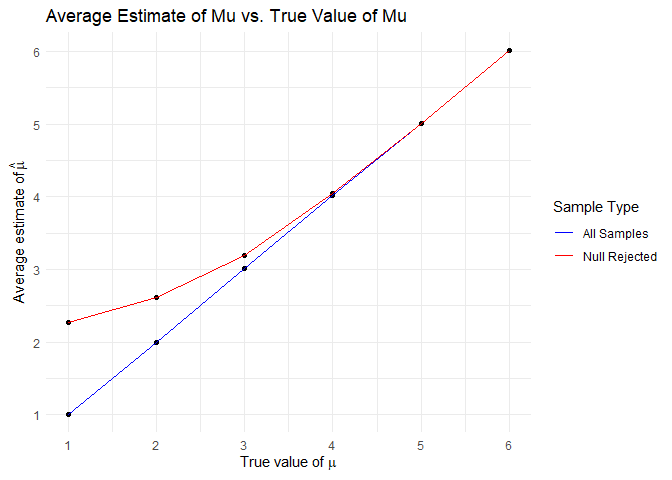 Average Estimate of Mu vs. True Value of Mu
6
5
4
3
2
1
Average estimate of μ̂
1 2 3 4 5 6
True value of μ
Sample Type
All Samples
Null Rejected